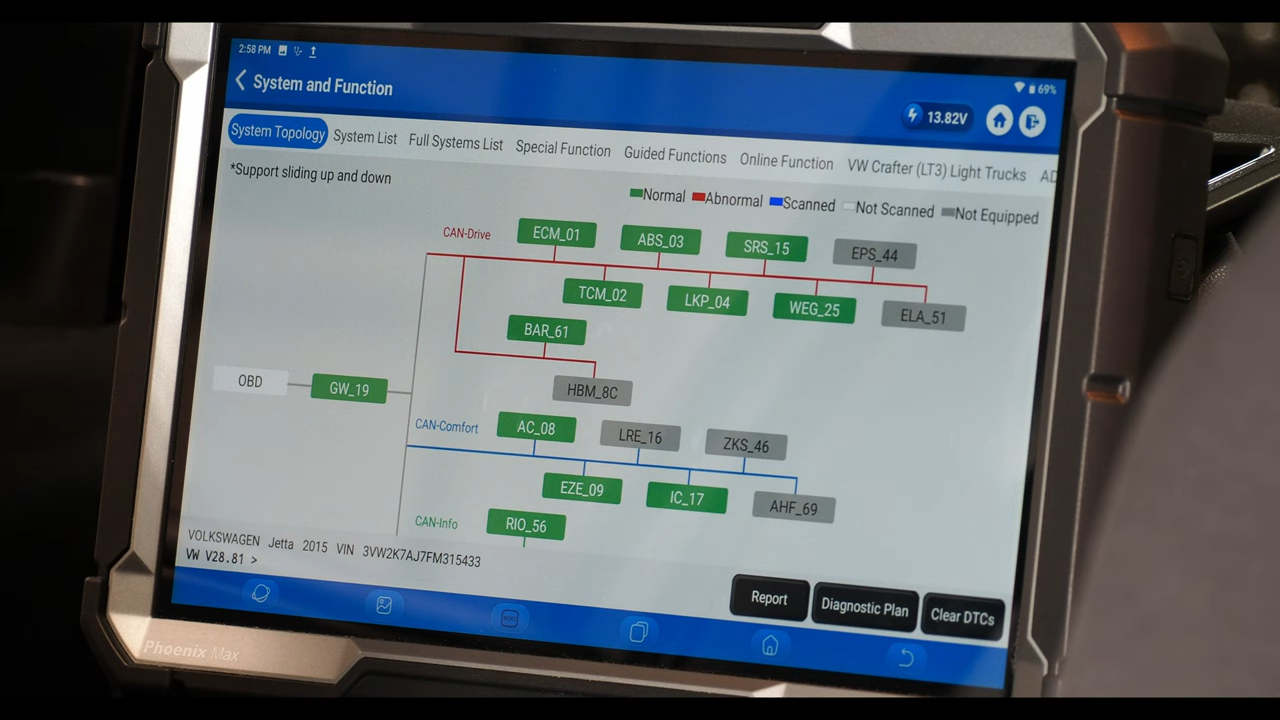 2:58 PM
69%
System and Function
13.82V
System Topology System List Full Systems List Special Function Guided Functions Online Function VW Crafter (LT3) Light Trucks AD
*Support sliding up and down
Normal Abnormal Scanned Not Scanned Not Equipped
CAN-Drive ECM_01 ABS_03 SRS_15 EPS_44
TCM_02 LKP_04 WEG_25 ELA_51
BAR_61
OBD GW_19 HBM_8C
CAN-Comfort AC_08 LRE_16 ZKS_46
EZE_09 IC_17 AHF_69
CAN-Info RIO_56
VOLKSWAGEN Jetta 2015 VIN 3VW2K7AJ7FM315433
VW V28.81 >
Report Diagnostic Plan Clear DTCs
Phoenix Max